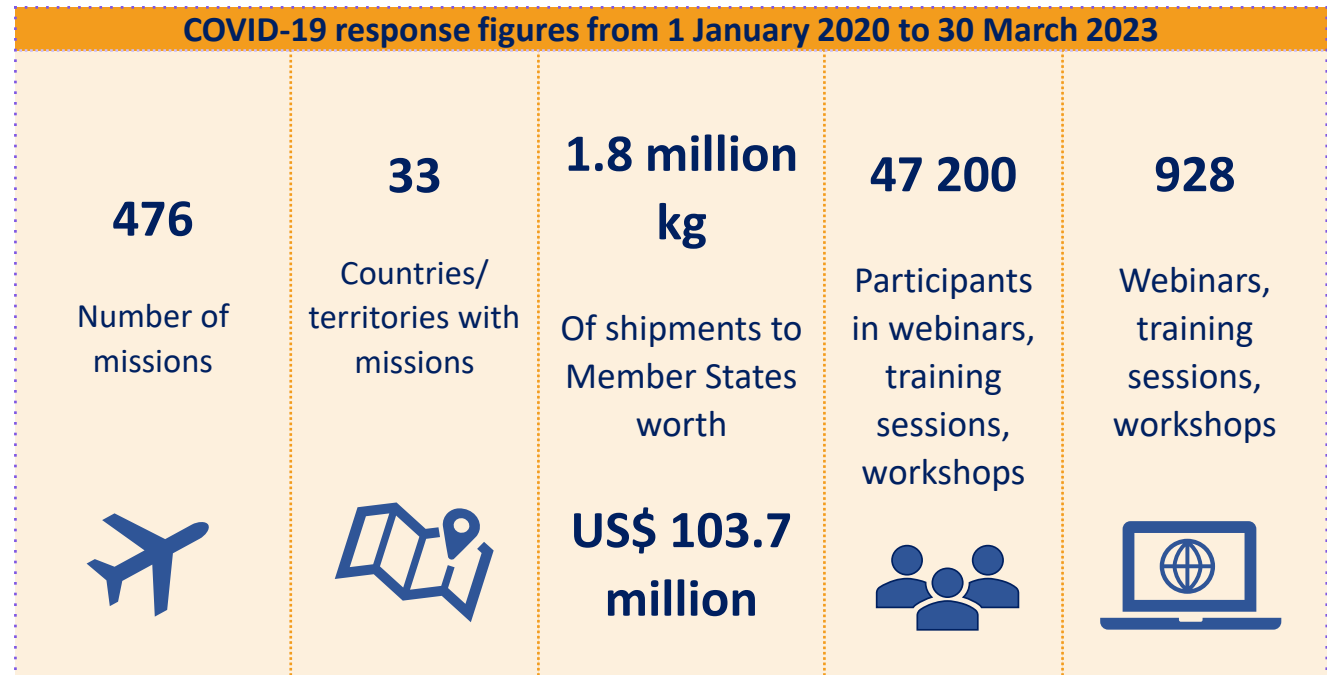 COVID-19 response figures from 1 January 2020 to 30 March 2023
476
Number of
missions
33
Countries/
territories with
missions
1.8 million
kg
Of shipments to
Member States
worth
US$ 103.7
million
47 200
Participants
in webinars,
training
sessions,
workshops
928
Webinars,
training
sessions,
workshops